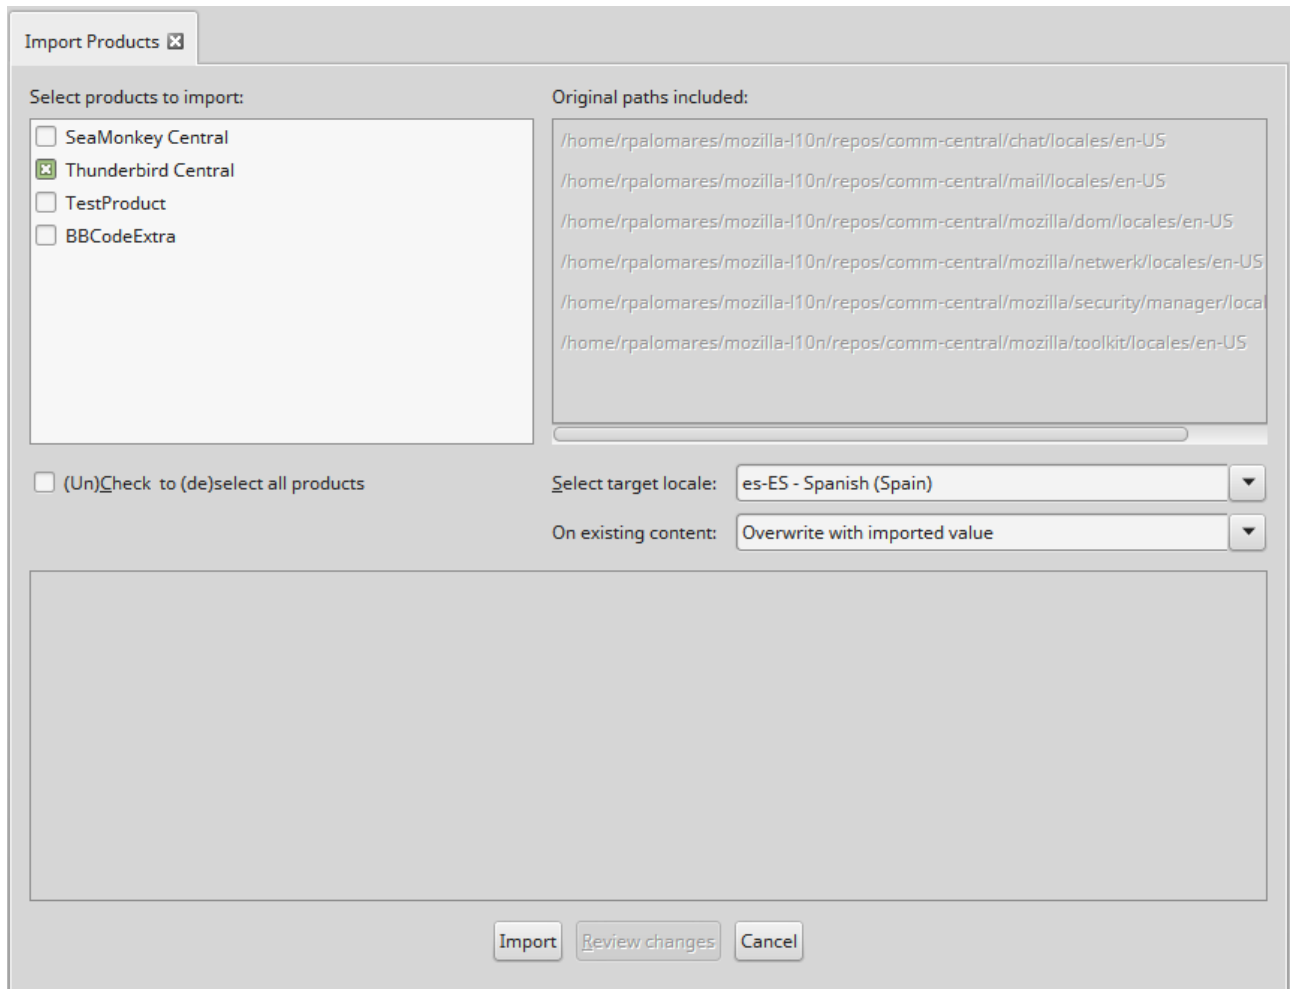 Import Products
Select products to import:
SeaMonkey Central
Thunderbird Central
TestProduct
BBCodeExtra
Original paths included:
/home/rpalomares/mozilla-l10n/repos/comm-central/chat/locales/en-US
/home/rpalomares/mozilla-l10n/repos/comm-central/mail/locales/en-US
/home/rpalomares/mozilla-l10n/repos/comm-central/mozilla/dom/locales/en-US
/home/rpalomares/mozilla-l10n/repos/comm-central/mozilla/netwerk/locales/en-US
/home/rpalomares/mozilla-l10n/repos/comm-central/mozilla/security/manager/local
/home/rpalomares/mozilla-l10n/repos/comm-central/mozilla/toolkit/locales/en-US
(Un)Check to (de)select all products
Select target locale: es-ES - Spanish (Spain)
On existing content: Overwrite with imported value
Import Review changes Cancel